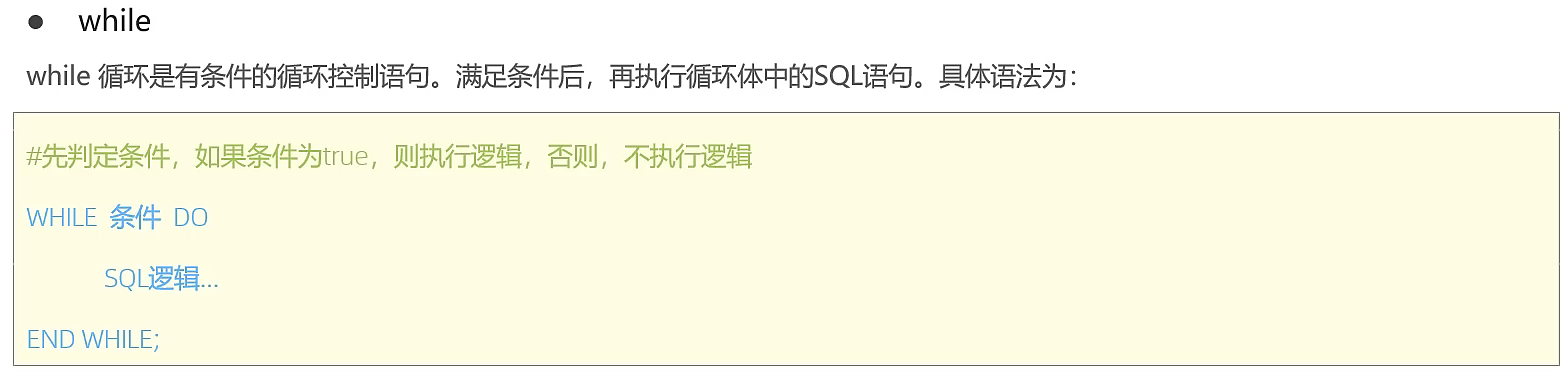 ● while
while 循环是有条件的循环控制语句。满足条件后，再执行循环体中的SQL语句。具体语法为：
#先判定条件，如果条件为true，则执行逻辑，否则，不执行逻辑
WHILE 条件 DO
SQL逻辑...
END WHILE;